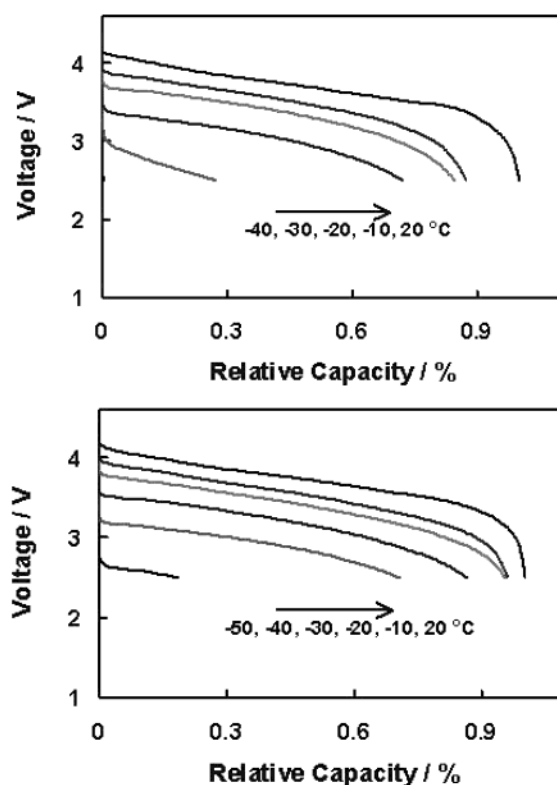 4
3
2
1
Voltage / V
-40, -30, -20, -10, 20 °C
0 0.3 0.6 0.9
Relative Capacity / %
4
3
2
1
Voltage / V
-50, -40, -30, -20, -10, 20 °C
0 0.3 0.6 0.9
Relative Capacity / %